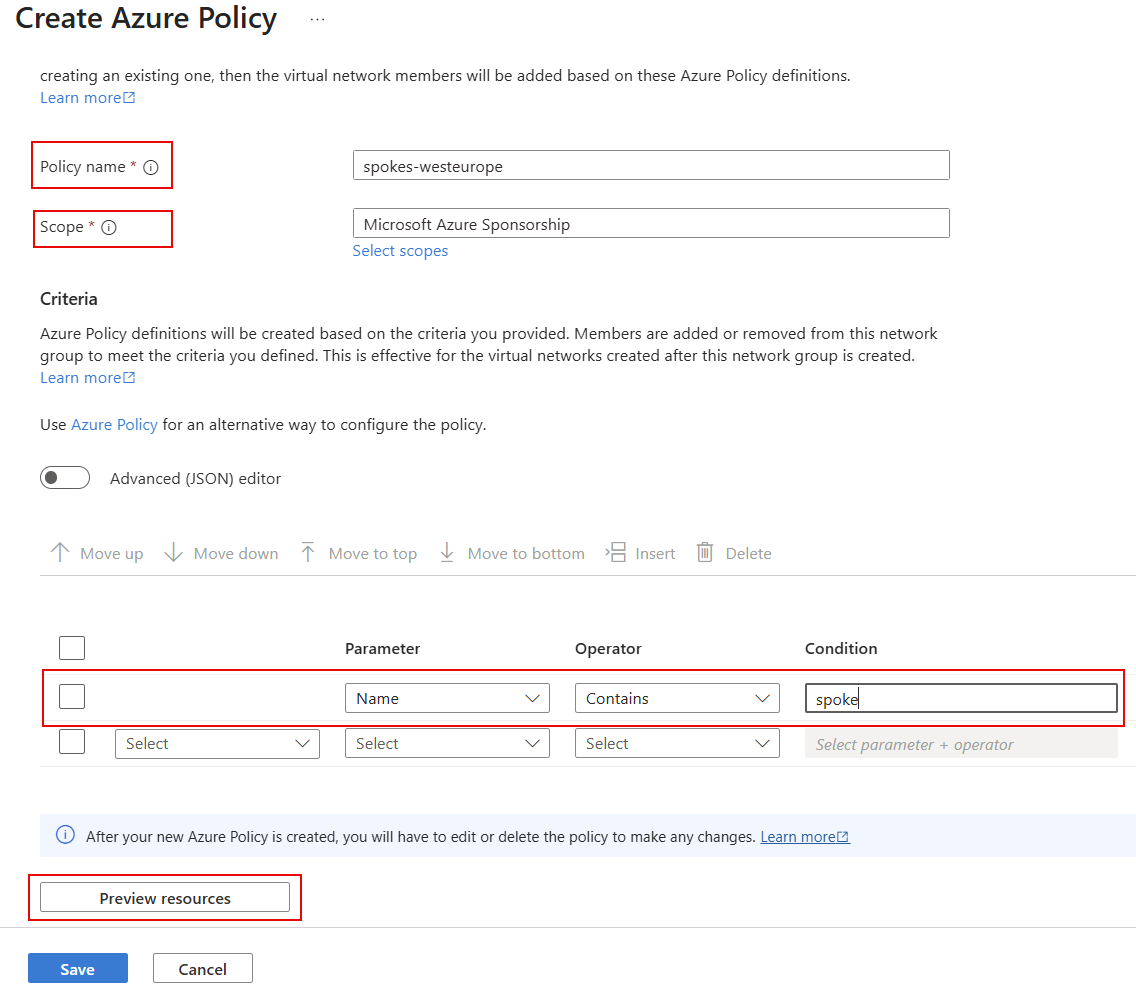 Create Azure Policy ...
creating an existing one, then the virtual network members will be added based on these Azure Policy definitions.
Learn more
Policy name *
spokes-westeurope
Scope *
Microsoft Azure Sponsorship
Select scopes
Criteria
Azure Policy definitions will be created based on the criteria you provided. Members are added or removed from this network
group to meet the criteria you defined. This is effective for the virtual networks created after this network group is created.
Learn more
Use Azure Policy for an alternative way to configure the policy.
Advanced (JSON) editor
Move up Move down Move to top Move to bottom Insert Delete
Parameter Operator Condition
Name Contains spoke
Select Select Select Select parameter + operator
After your new Azure Policy is created, you will have to edit or delete the policy to make any changes. Learn more
Preview resources
Save Cancel